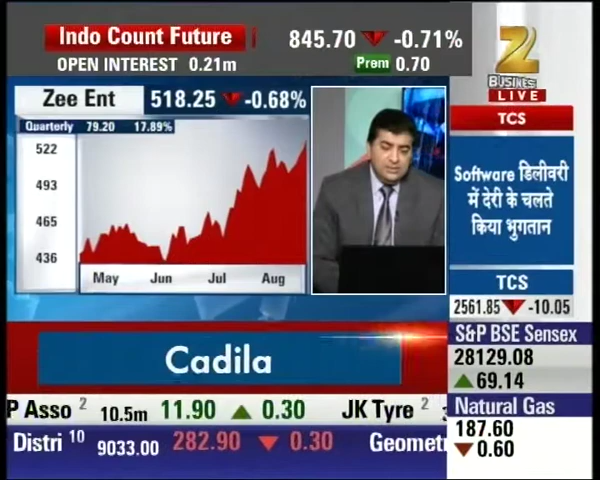 Indo Count Future
845.70 -0.71%
OPEN INTEREST 0.21m
Prem 0.70
Z
BUSINESS
LIVE
Zee Ent 518.25 -0.68%
Quarterly 79.20 17.89%
522
493
465
436
May Jun Jul Aug
TCS
Software डिलीवरी
में देरी के चलते
किया भुगतान
TCS
2561.85 -10.05
S&P BSE Sensex
28129.08
69.14
Natural Gas
187.60
0.60
Cadila
P Asso 2 10.5m 11.90 0.30 JK Tyre 2
Distri 10 9033.00 282.90 0.30 Geomet